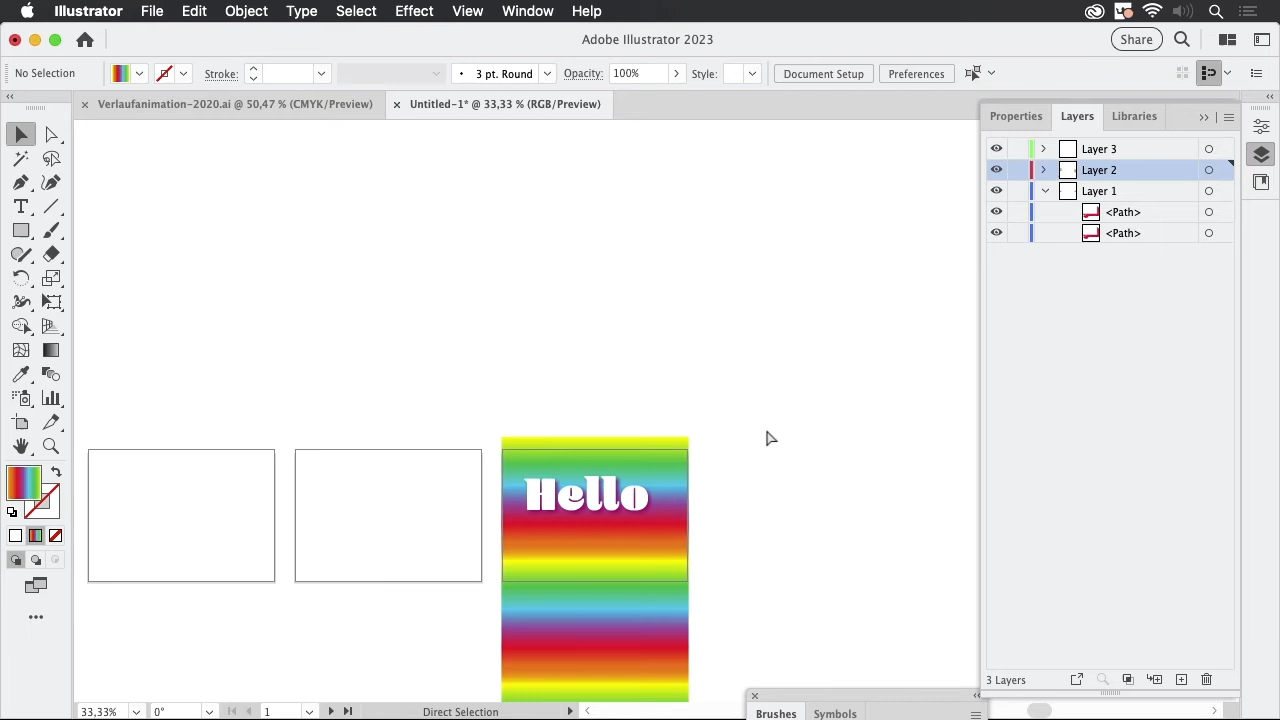 Illustrator File Edit Object Type Select Effect View Window Help
Adobe Illustrator 2023
Share
No Selection Stroke: 3 pt. Round Opacity: 100% Style: Document Setup Preferences
Verlaufanimation-2020.ai @ 50,47 % (CMYK/Preview) Untitled-1* @ 33,33 % (RGB/Preview)
Properties Layers Libraries
Layer 3
Layer 2
Layer 1
<Path>
<Path>
Hello
3 Layers
33,33% 0° 1 Direct Selection
Brushes Symbols